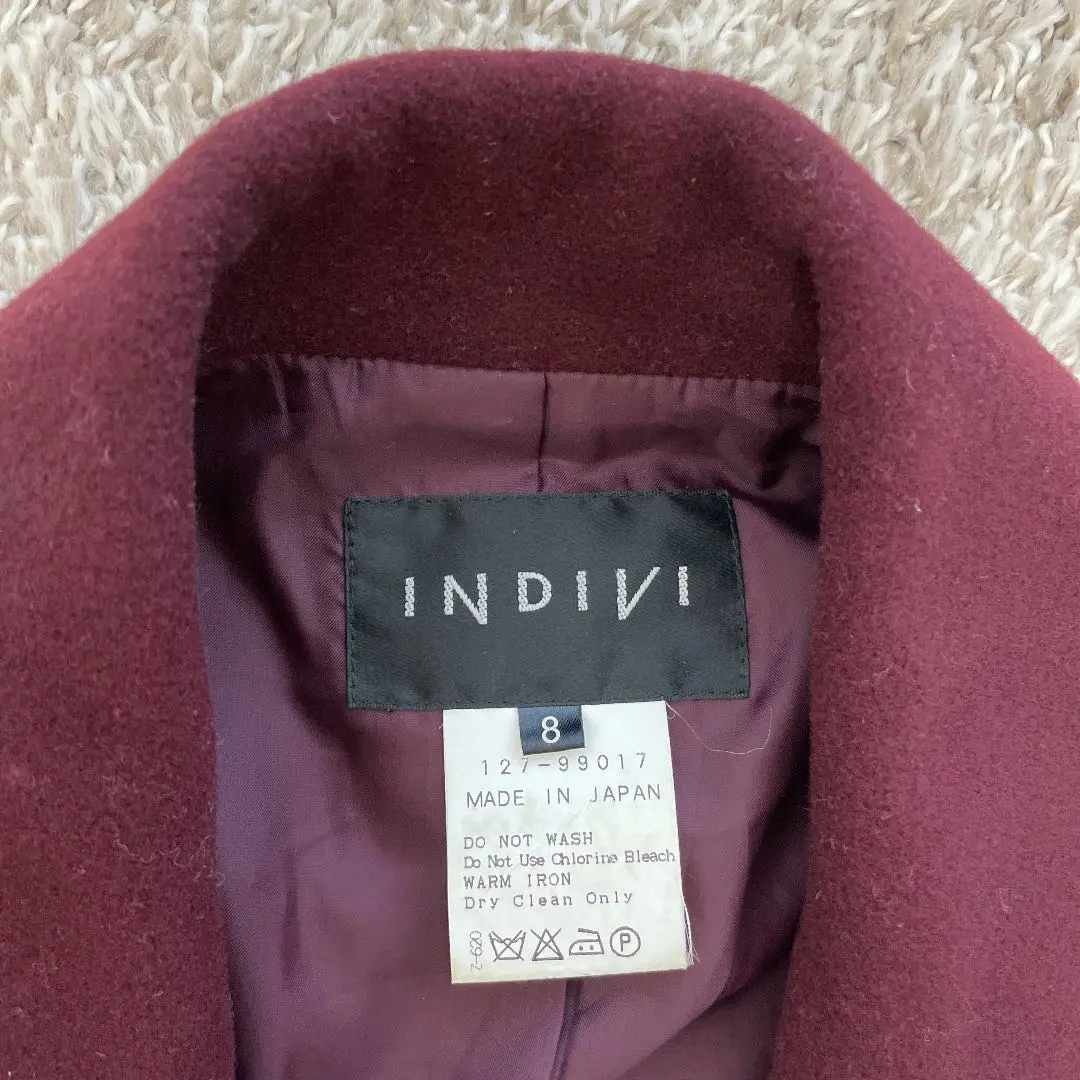 INDIVI
8
127-99017
MADE IN JAPAN
DO NOT WASH
Do Not Use Chlorine Bleach
WARM IRON
Dry Clean Only
P